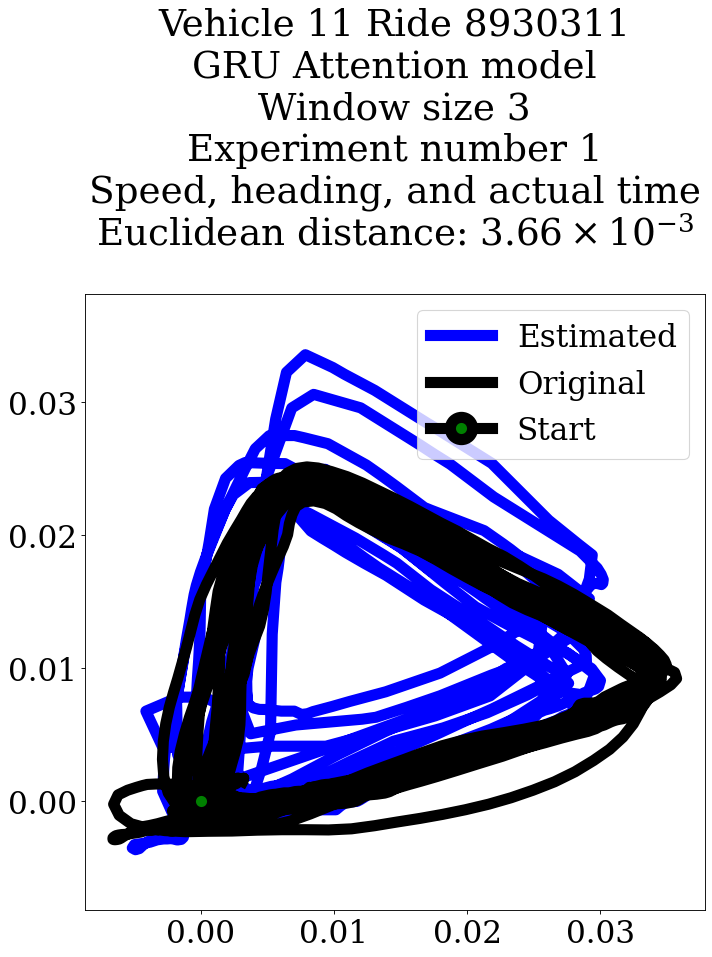 Vehicle 11 Ride 8930311
GRU Attention model
Window size 3
Experiment number 1
Speed, heading, and actual time
Euclidean distance: 3.66 × 10⁻³
Estimated
Original
Start
0.03
0.02
0.01
0.00
0.00 0.01 0.02 0.03